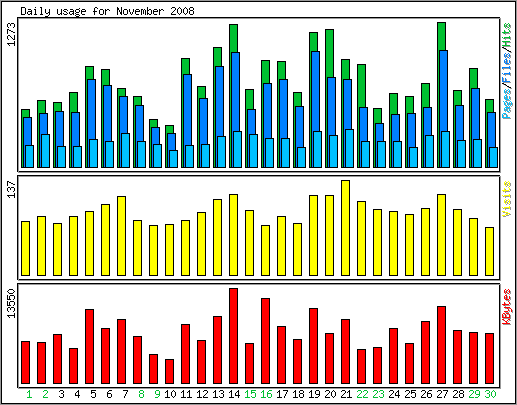 Daily usage for November 2008
1273
Pages/Files/Hits
137
Visits
13550
KBytes
1 2 3 4 5 6 7 8 9 10 11 12 13 14 15 16 17 18 19 20 21 22 23 24 25 26 27 28 29 30